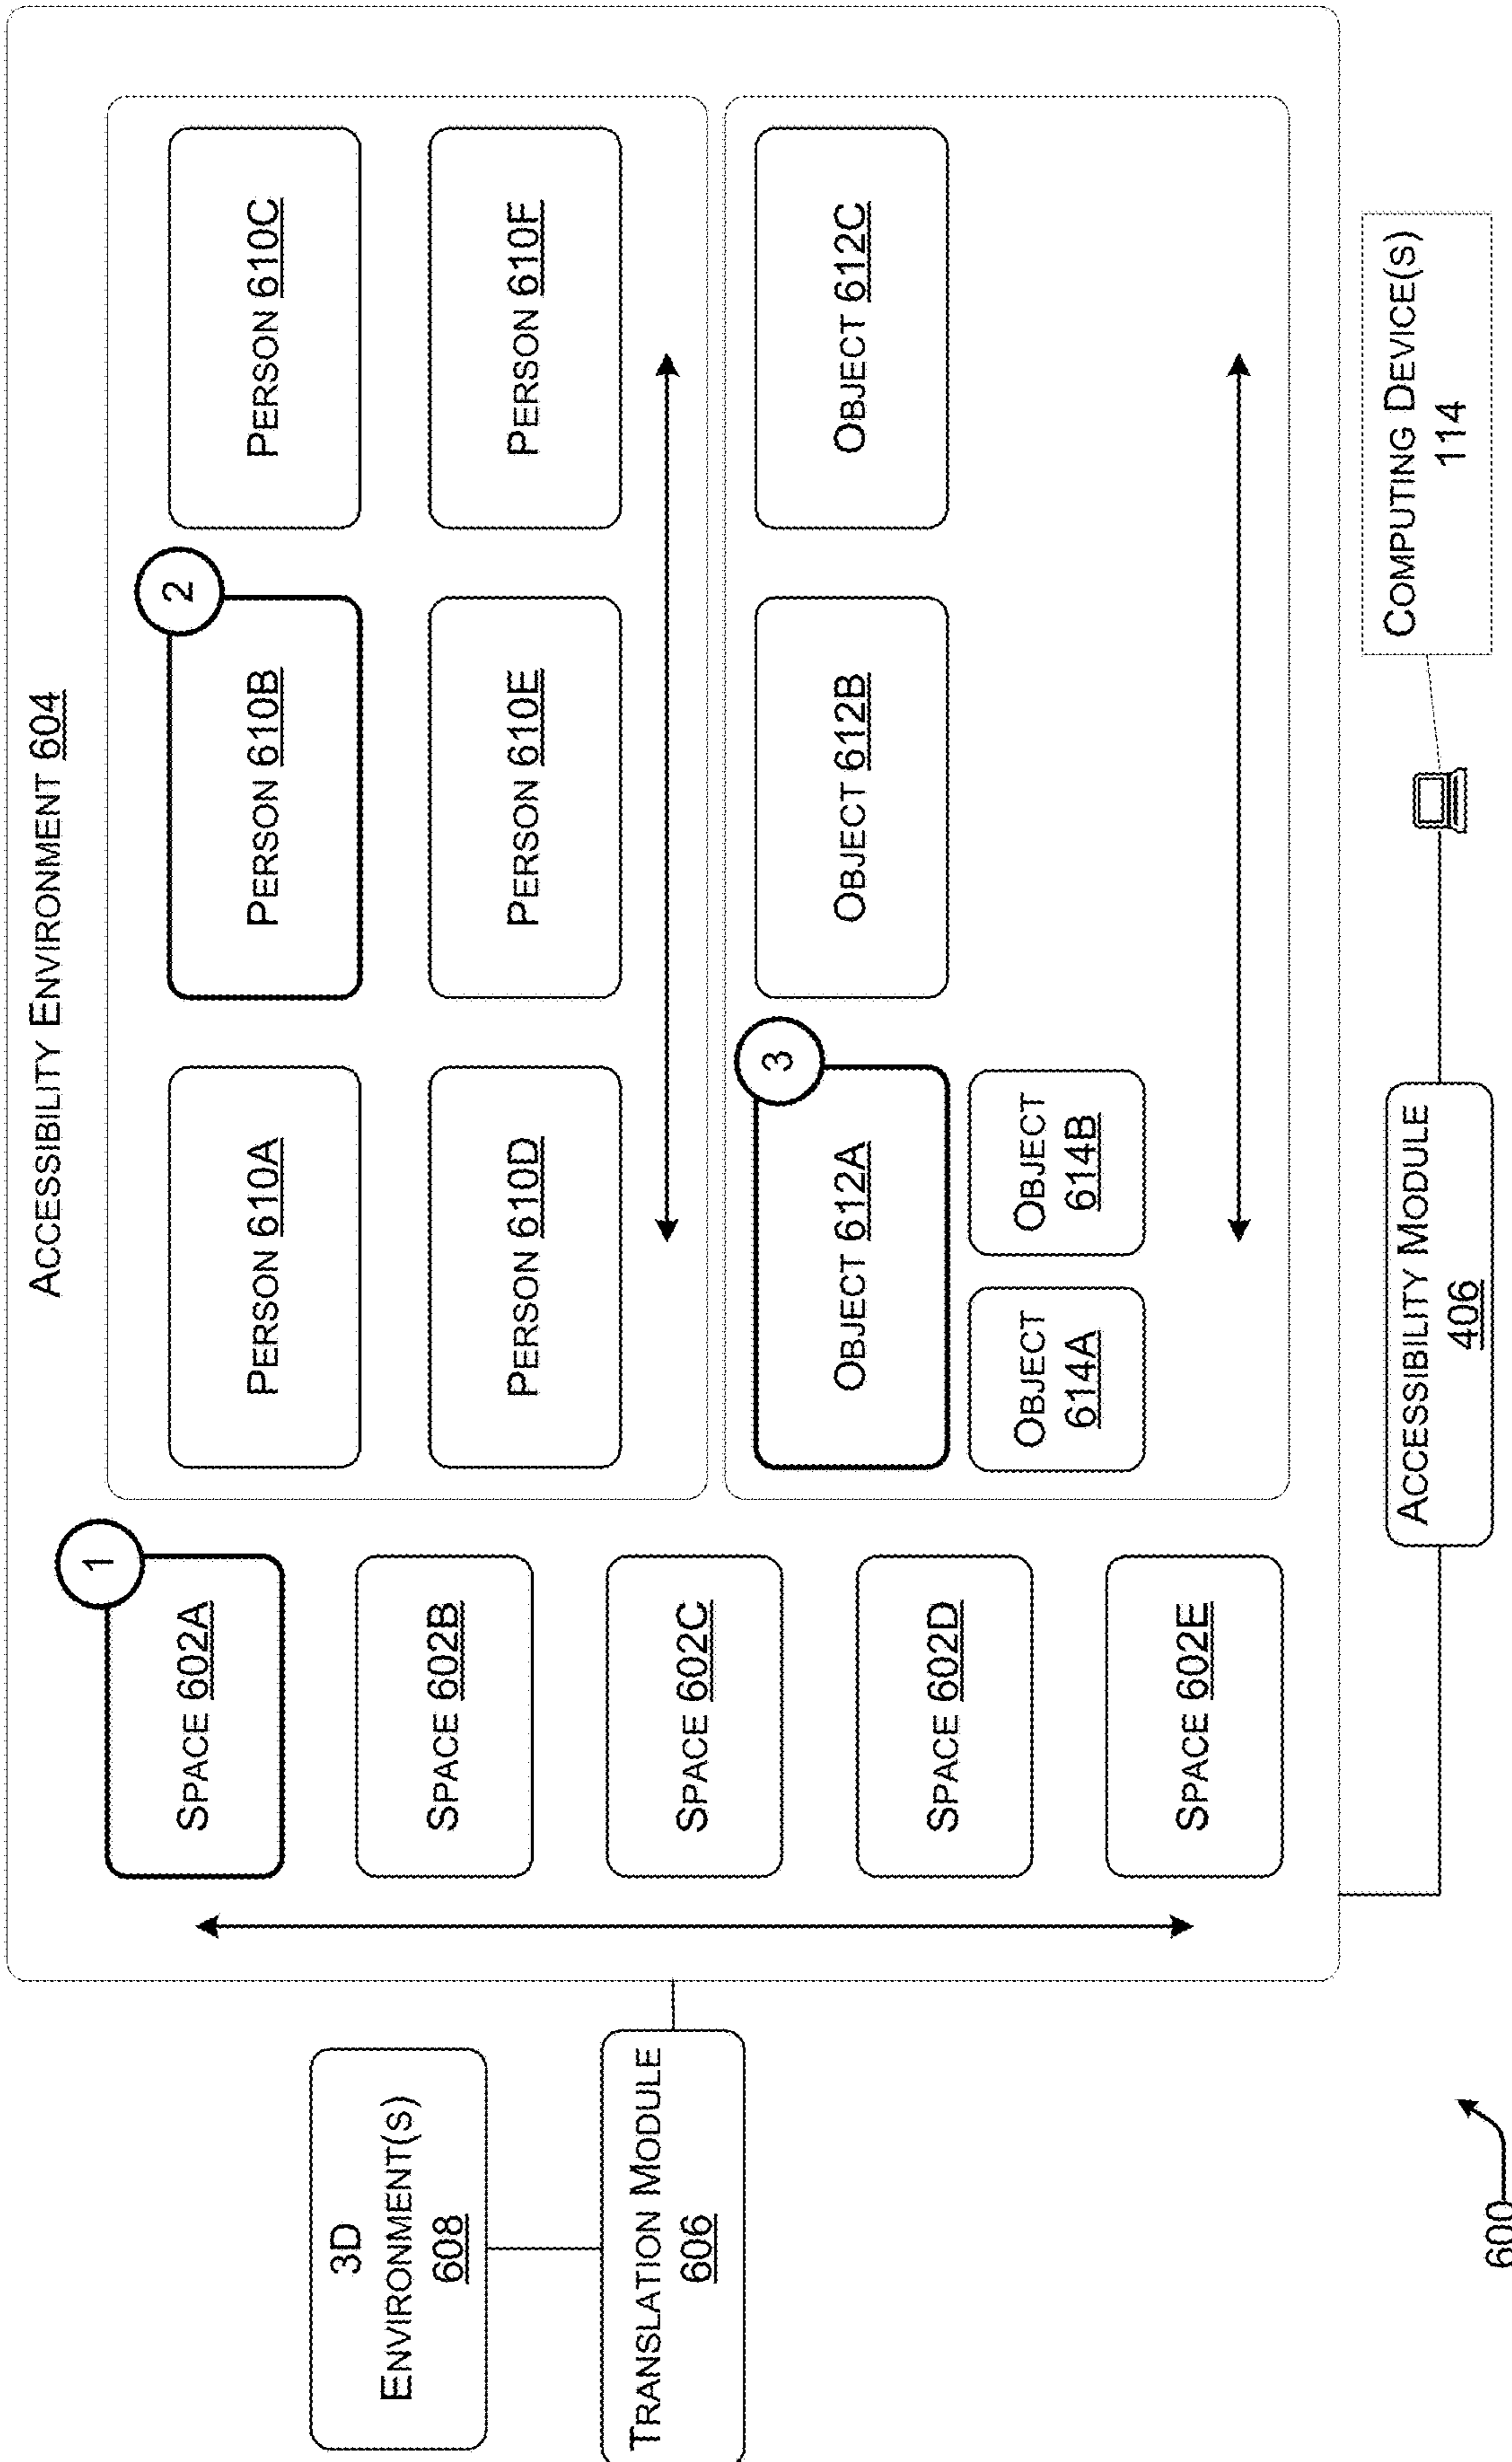 ACCESSIBILITY ENVIRONMENT 604
3D
ENVIRONMENT(S)
608
TRANSLATION MODULE
606
1
SPACE 602A
SPACE 602B
SPACE 602C
SPACE 602D
SPACE 602E
2
PERSON 610A
PERSON 610B
PERSON 610C
PERSON 610D
PERSON 610E
PERSON 610F
3
OBJECT 612A
OBJECT 612B
OBJECT 612C
OBJECT
614A
OBJECT
614B
ACCESSIBILITY MODULE
406
COMPUTING DEVICE(S)
114
600